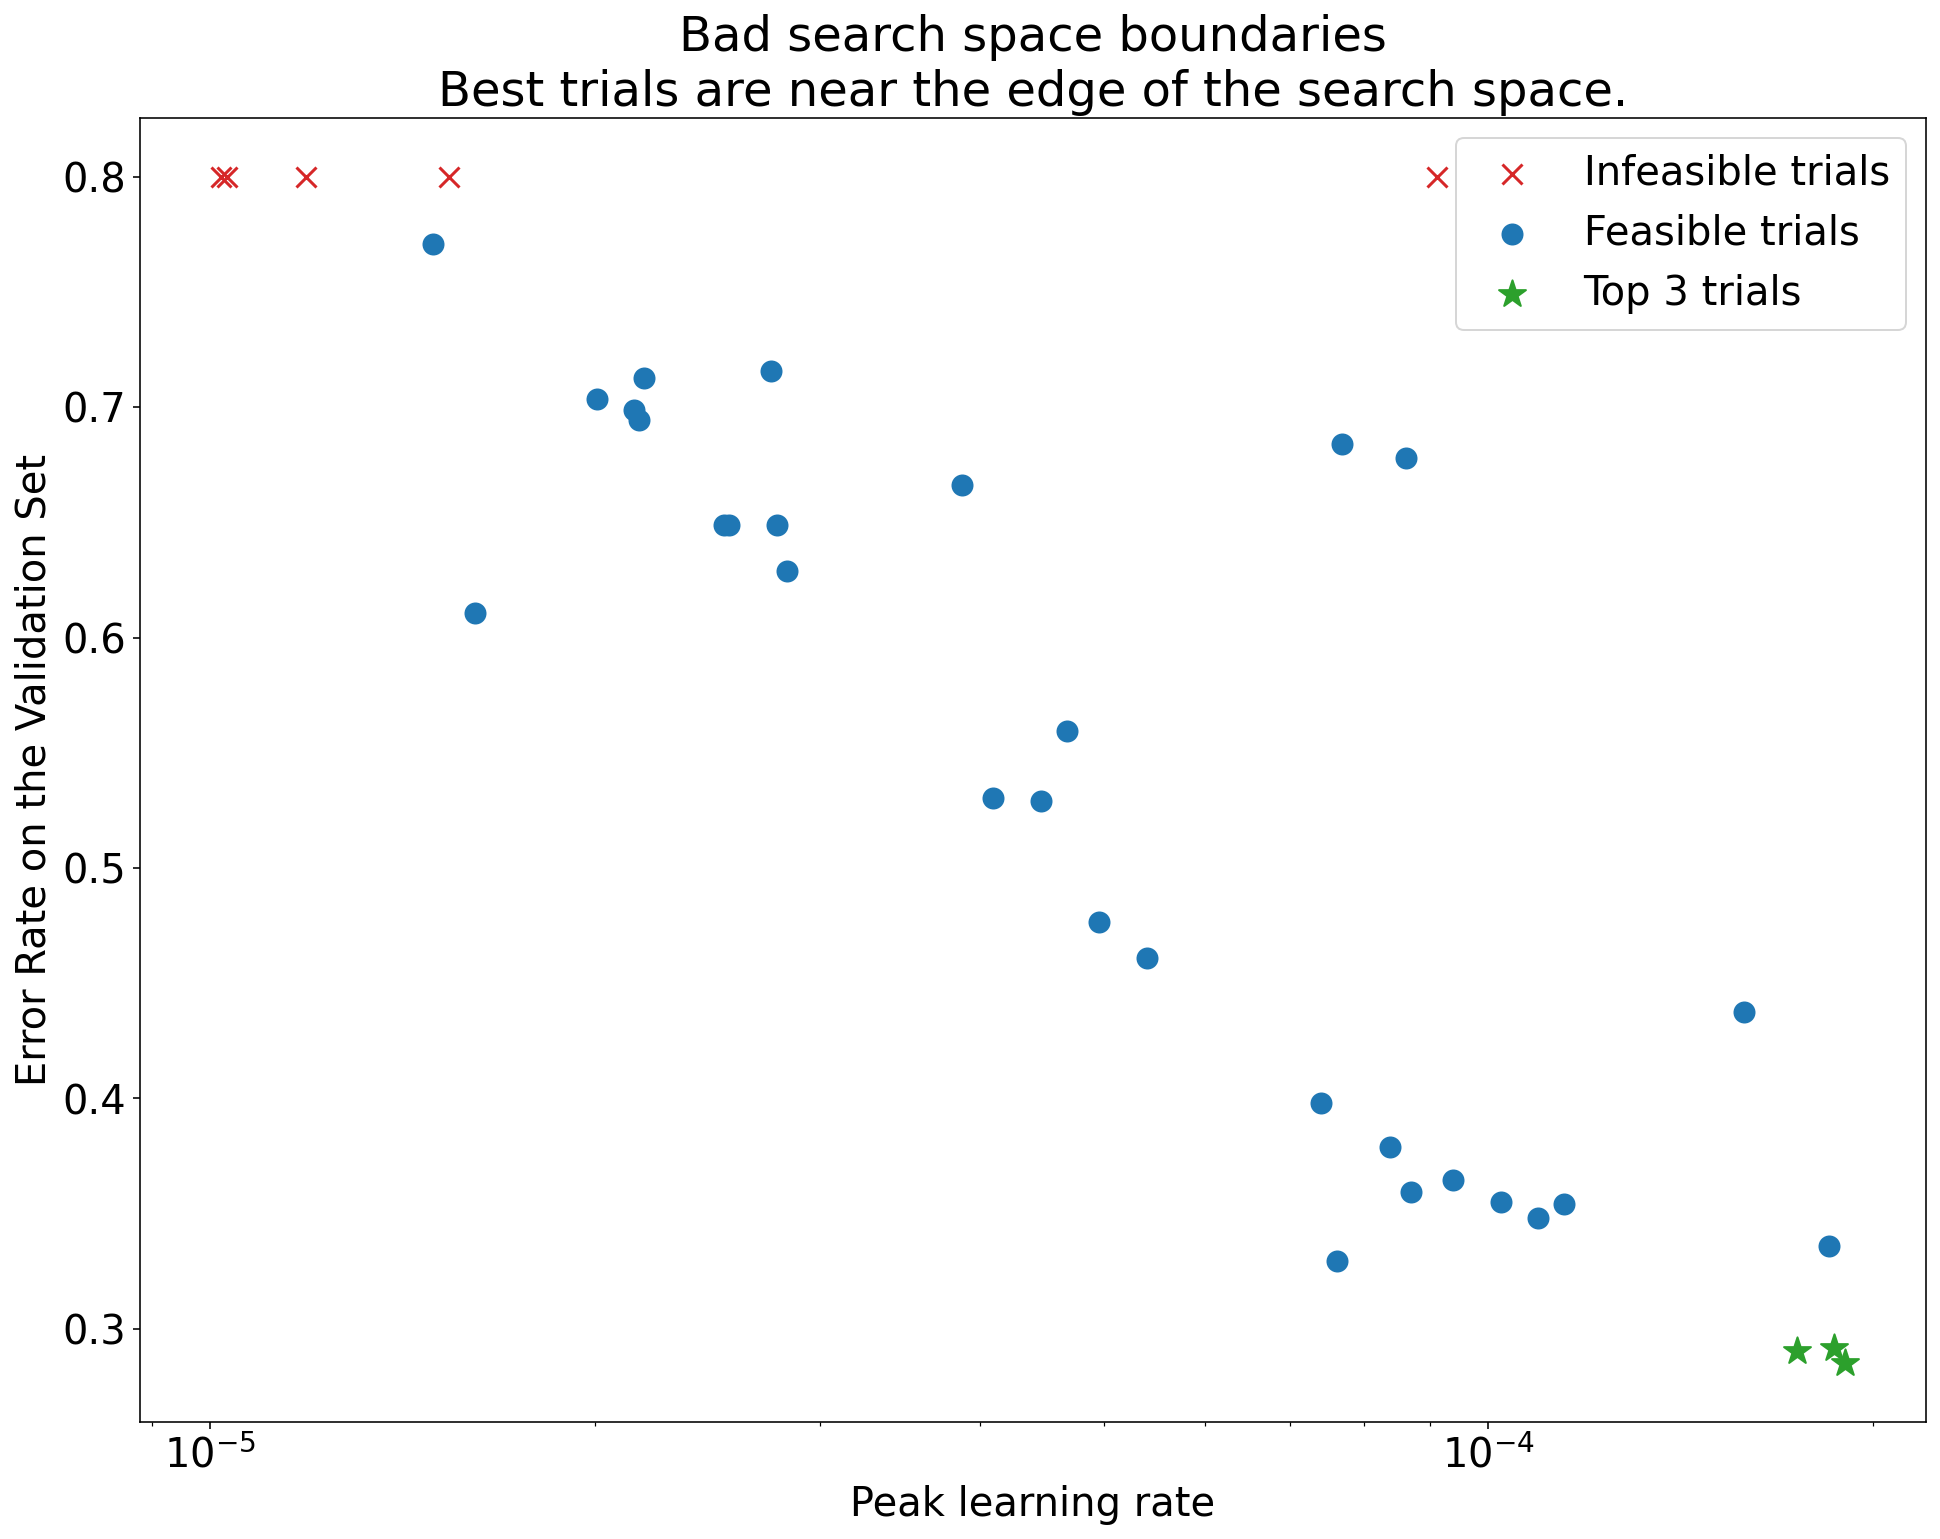 Bad search space boundaries
Best trials are near the edge of the search space.
Infeasible trials
Feasible trials
Top 3 trials
0.8
0.7
0.6
0.5
0.4
0.3
Error Rate on the Validation Set
10⁻⁵
10⁻⁴
Peak learning rate